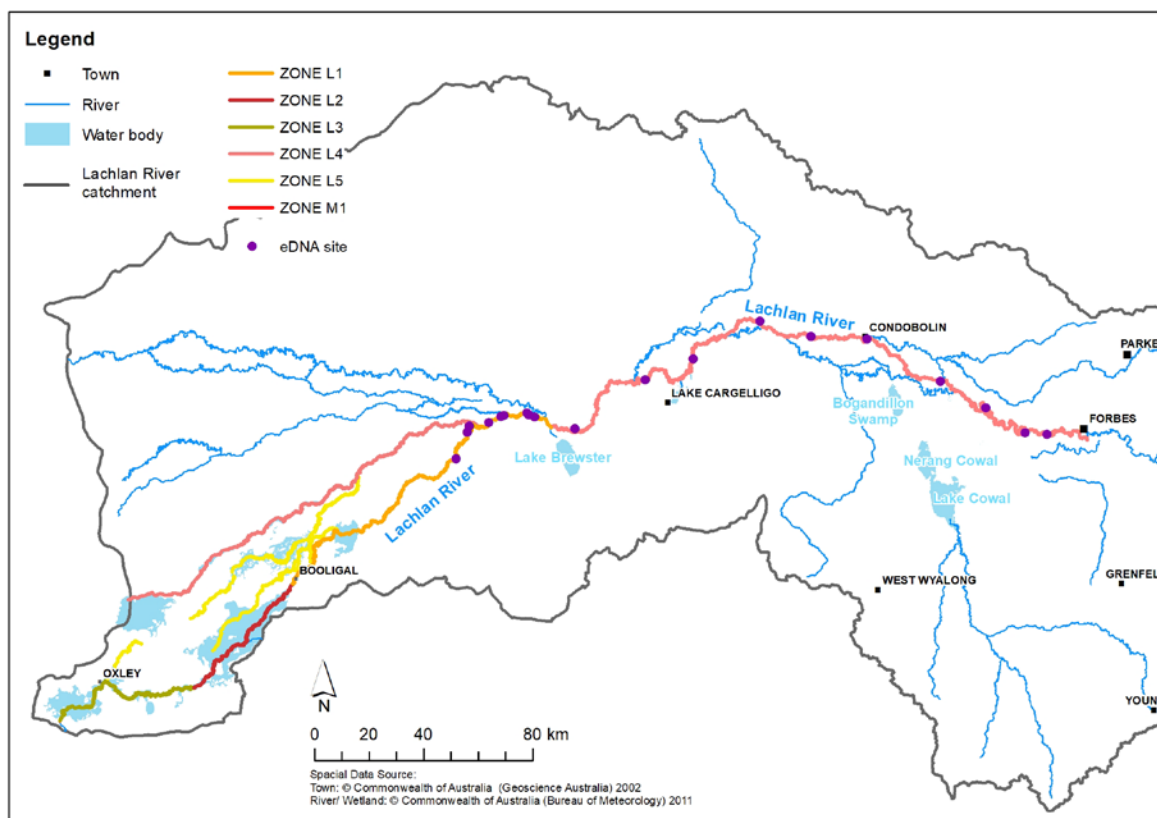 Legend
Town
River
Water body
Lachlan River
catchment
ZONE L1
ZONE L2
ZONE L3
ZONE L4
ZONE L5
ZONE M1
eDNA site
Lachlan River
CONDOBOLIN
PARKE
LAKE CARGELLIGO
Bogandillon
Swamp
FORBES
Lake Brewster
Nerang Cowal
Lachlan River
Lake Cowal
BOOLIGAL
WEST WYALONG
GRENFEL
OXLEY
YOUN
N
0 20 40 80 km
Spacial Data Source:
Town: © Commonwealth of Australia (Geoscience Australia) 2002
River/ Wetland: © Commonwealth of Australia (Bureau of Meteorology) 2011